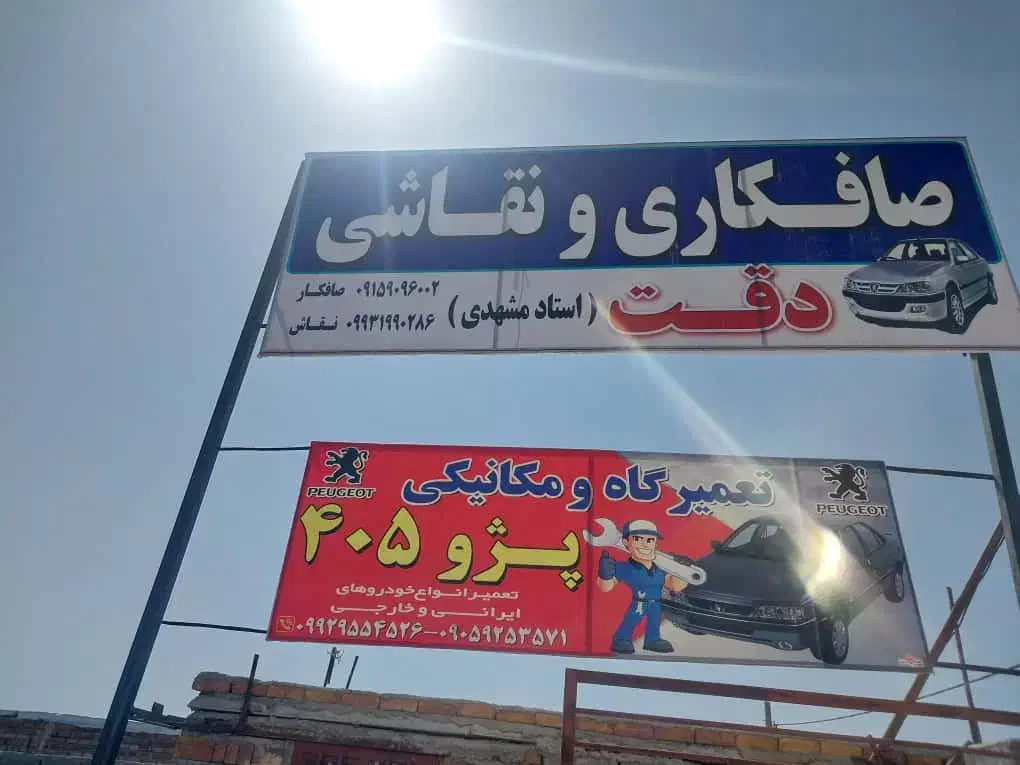 صافکاری و نقاشی
دقت (استاد مشهدی)
۰۹۱۵۹۰۹۶۰۰۲ صافکار
۰۹۹۳۱۹۹۰۲۸۶ نقاش
PEUGEOT
PEUGEOT
تعمیرگاه و مکانیکی
پژو ۴۰۵
تعمیر انواع خودروهای
ایرانی و خارجی
۰۹۹۲۹۵۵۴۵۲۶-۰۹۰۵۹۲۵۳۵۷۱